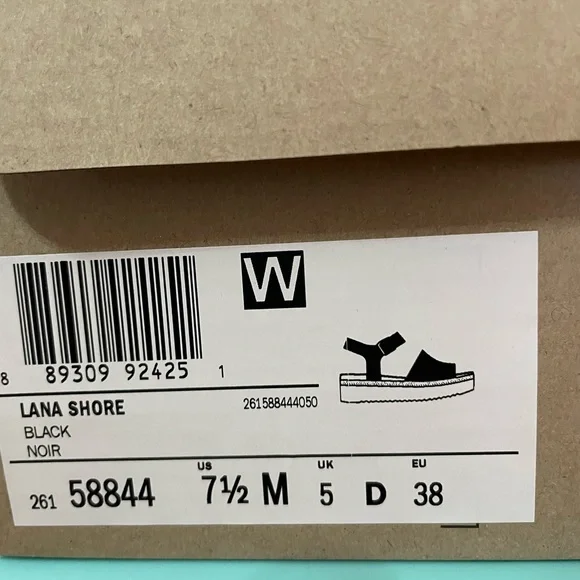 W
8 89309 92425 1
LANA SHORE 261588444050
BLACK
NOIR
US UK EU
261 58844 7½ M 5 D 38